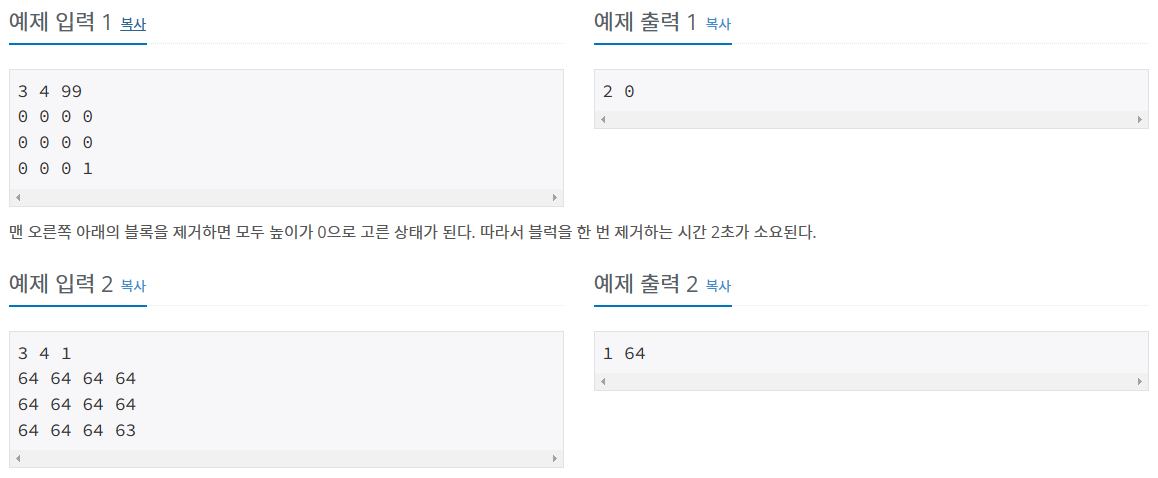 예제 입력 1 복사
3 4 99
0 0 0 0
0 0 0 0
0 0 0 1
예제 출력 1 복사
2 0
맨 오른쪽 아래의 블록을 제거하면 모두 높이가 0으로 고른 상태가 된다. 따라서 블럭을 한 번 제거하는 시간 2초가 소요된다.
예제 입력 2 복사
3 4 1
64 64 64 64
64 64 64 64
64 64 64 63
예제 출력 2 복사
1 64